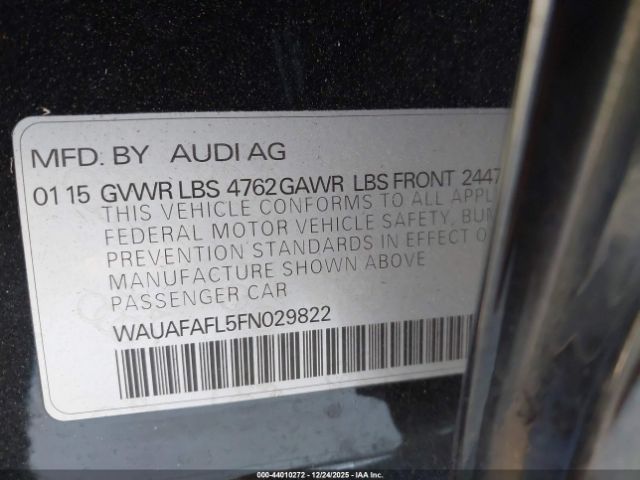 MFD. BY AUDI AG
01 15 GVWR LBS 4762 GAWR LBS FRONT 2447
THIS VEHICLE CONFORMS TO ALL APPL
FEDERAL MOTOR VEHICLE SAFETY, BUM
PREVENTION STANDARDS IN EFFECT O
MANUFACTURE SHOWN ABOVE
PASSENGER CAR
WAUAFAFL5FN029822
000-44010272 - 12/24/2025 - IAA Inc.